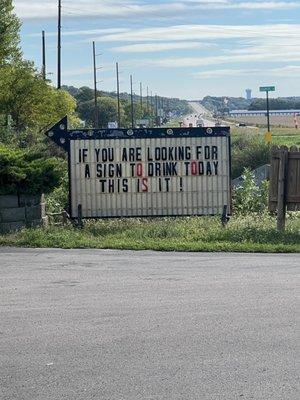 IF YOU ARE LOOKING FOR
A SIGN TO DRINK TODAY
THIS IS IT !